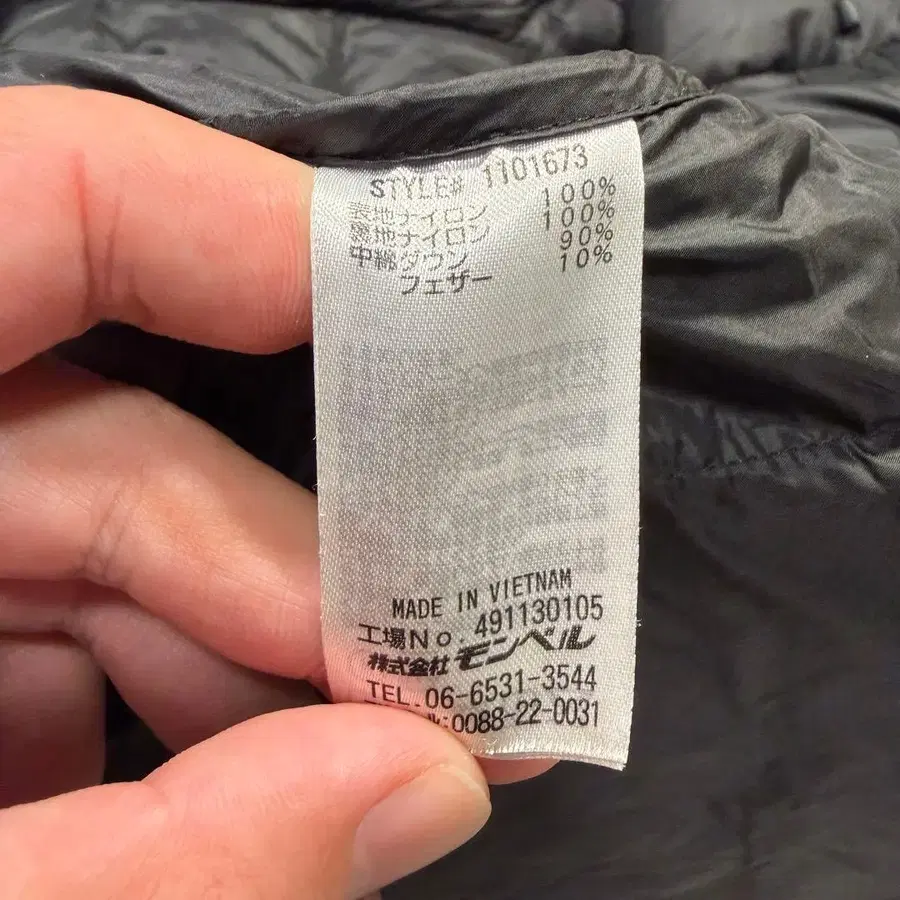 STYLE# 1101673
表地ナイロン 100%
裏地ナイロン 100%
中綿ダウン 90%
フェザー 10%
MADE IN VIETNAM
工場No. 491130105
株式会社モンベル
TEL.06-6531-3544
:0088-22-0031